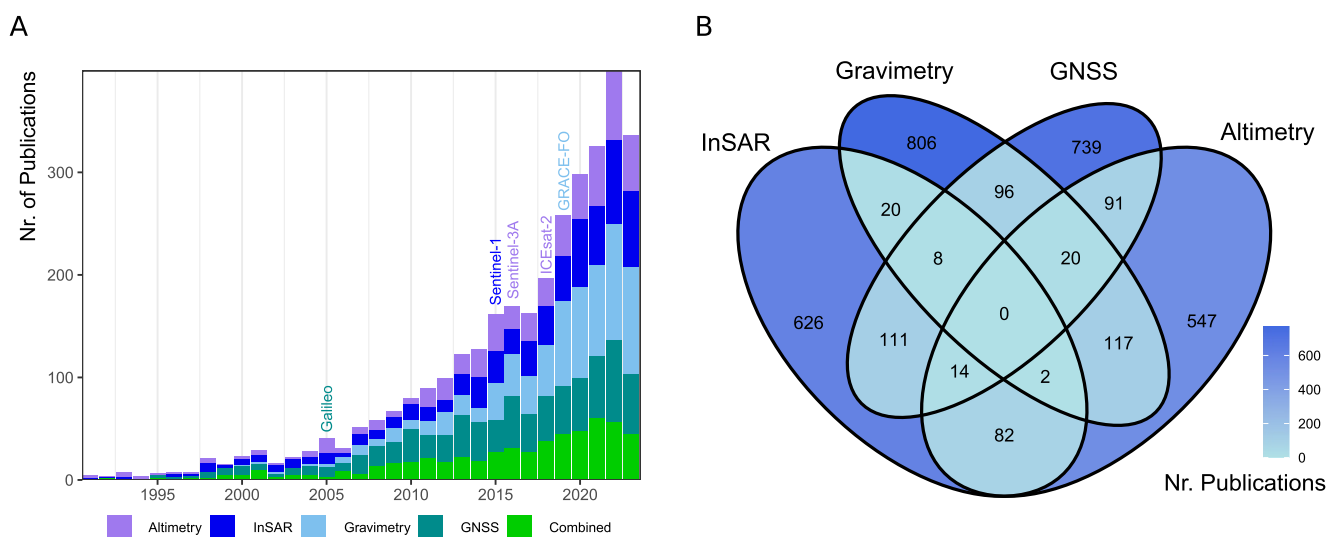 A
Nr. of Publications
300
200
100
0
1995
2000
2005
2010
2015
2020
Galileo
Sentinel-1
Sentinel-3A
ICEsat-2
GRACE-FO
Altimetry
InSAR
Gravimetry
GNSS
Combined
B
Gravimetry
GNSS
InSAR
Altimetry
806
739
96
20
91
8
20
0
626
547
111
117
14
2
82
600
400
200
0
Nr. Publications